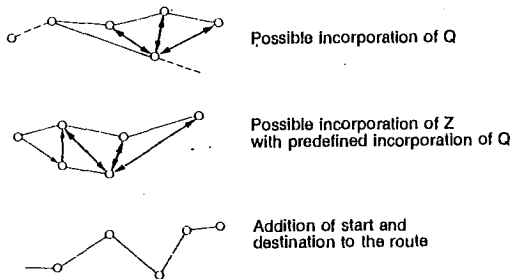 Possible incorporation of Q
Possible incorporation of Z
with predefined incorporation of Q
Addition of start and
destination to the route